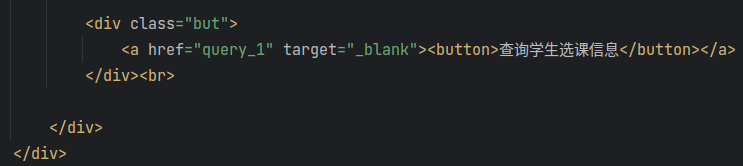 <div class="but">
<a href="query_1" target="_blank"><button>查询学生选课信息</button></a>
</div><br>
</div>
</div>